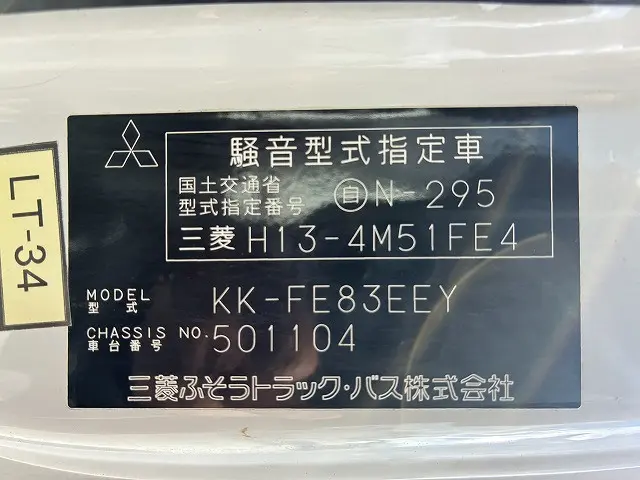 騒音型式指定車
国土交通省
型式指定番号 自N-295
三菱 H13-4M51FE4
LT-34
MODEL
型式 KK-FE83EEY
CHASSIS NO.
車台番号 501104
三菱ふそうトラック・バス株式会社